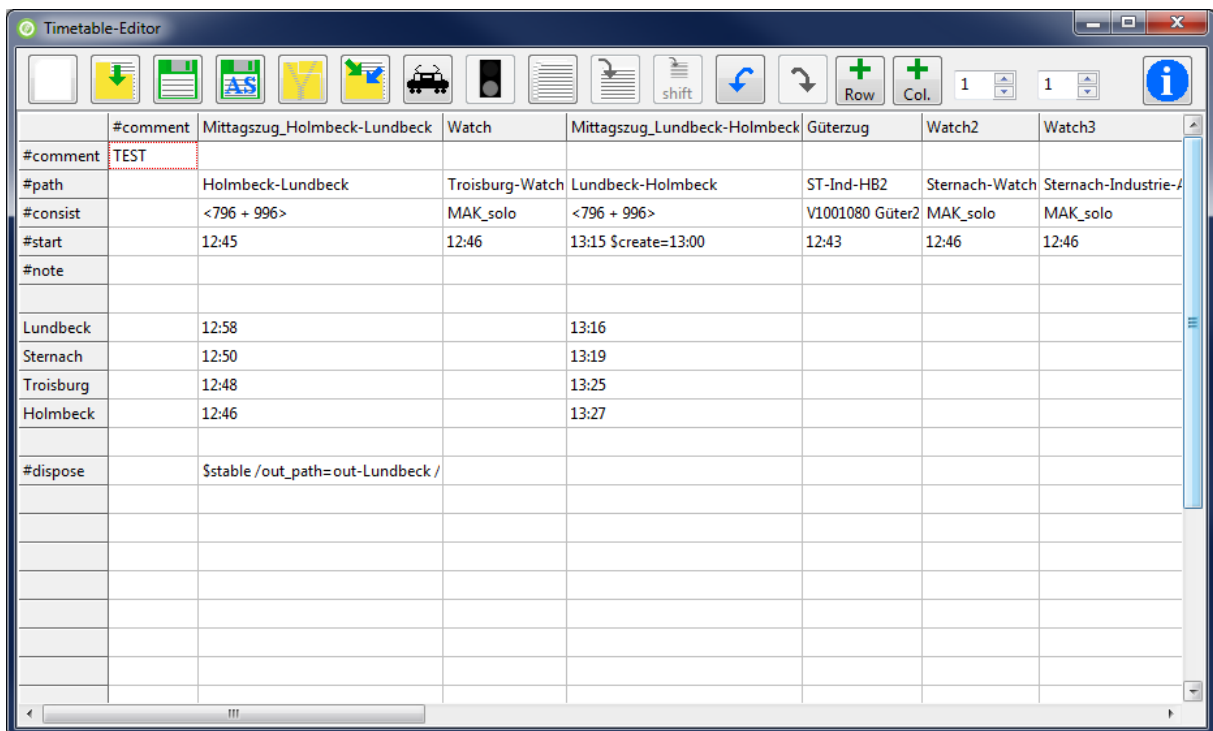 Timetable-Editor
AS
shift
Row
Col.
1
1
i
#comment Mittagszug_Holmbeck-Lundbeck Watch Mittagszug_Lundbeck-Holmbeck Güterzug Watch2 Watch3
#comment TEST
#path Holmbeck-Lundbeck Troisburg-Watch Lundbeck-Holmbeck ST-Ind-HB2 Sternach-Watch Sternach-Industrie-A
#consist <796 + 996> MAK_solo <796 + 996> V1001080 Güter2 MAK_solo MAK_solo
#start 12:45 12:46 13:15 $create=13:00 12:43 12:46 12:46
#note
Lundbeck 12:58 13:16
Sternach 12:50 13:19
Troisburg 12:48 13:25
Holmbeck 12:46 13:27
#dispose $stable /out_path=out-Lundbeck /